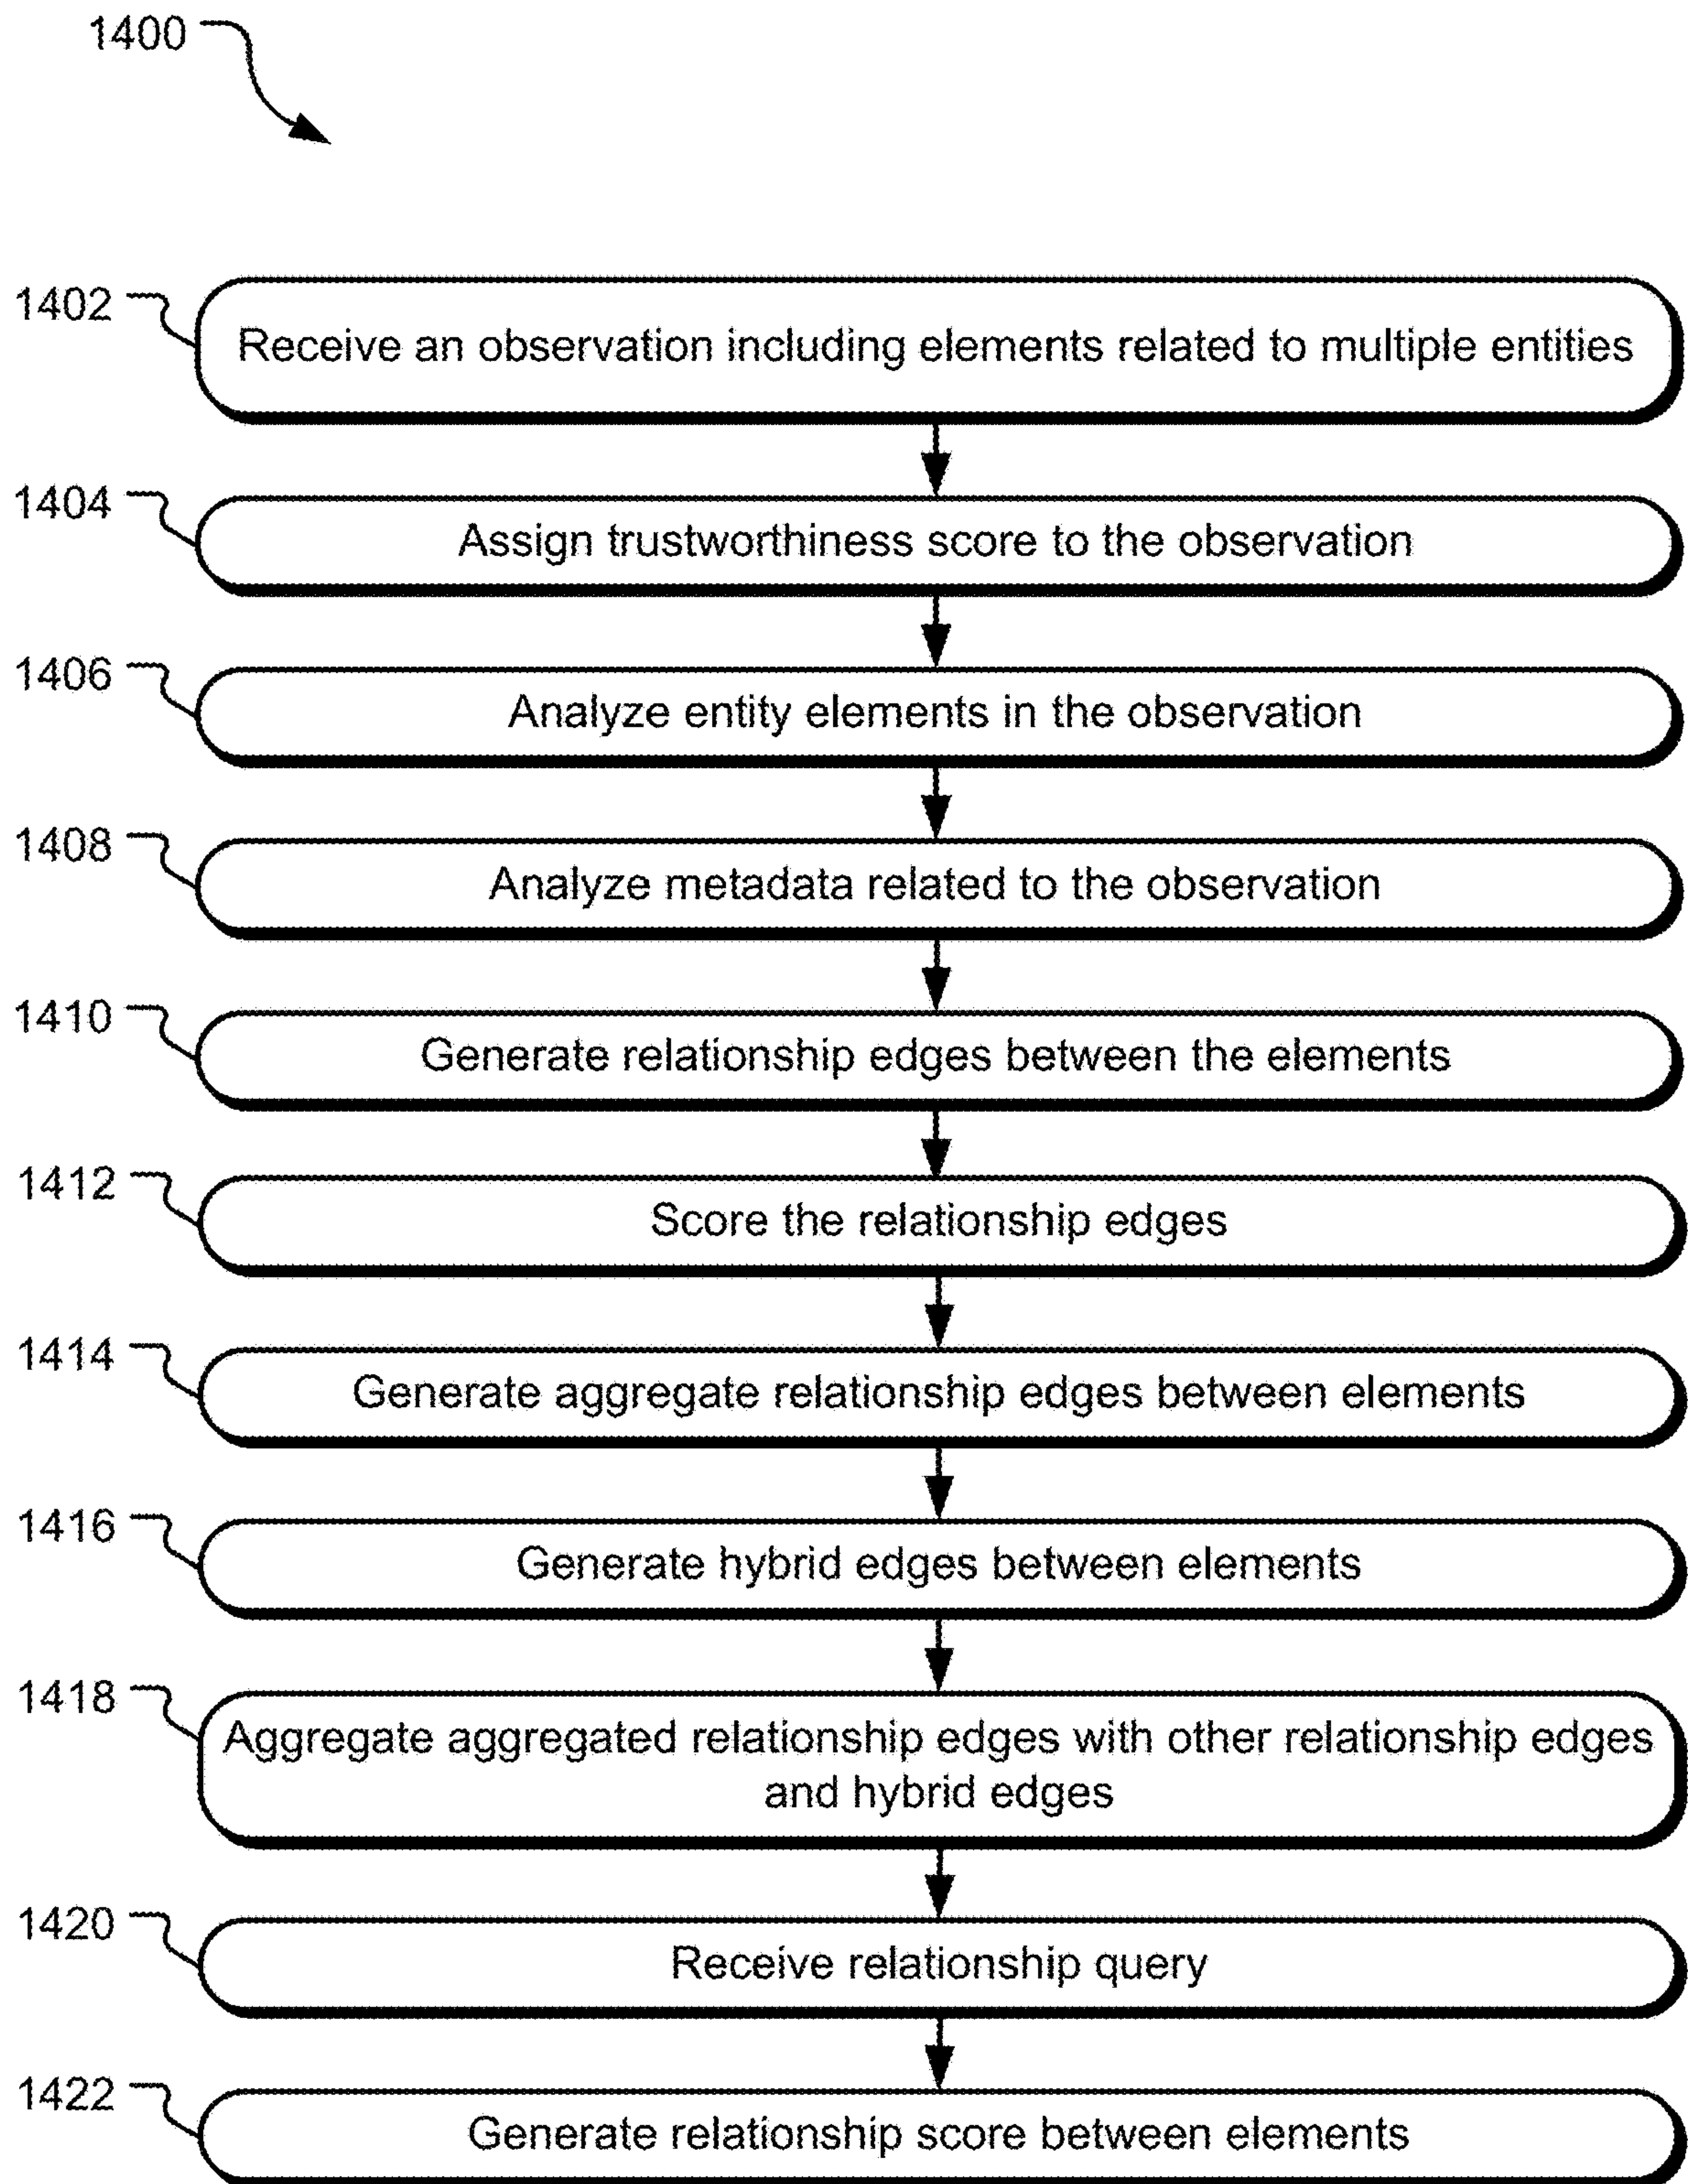 1400
1402
Receive an observation including elements related to multiple entities
1404
Assign trustworthiness score to the observation
1406
Analyze entity elements in the observation
1408
Analyze metadata related to the observation
1410
Generate relationship edges between the elements
1412
Score the relationship edges
1414
Generate aggregate relationship edges between elements
1416
Generate hybrid edges between elements
1418
Aggregate aggregated relationship edges with other relationship edges
and hybrid edges
1420
Receive relationship query
1422
Generate relationship score between elements